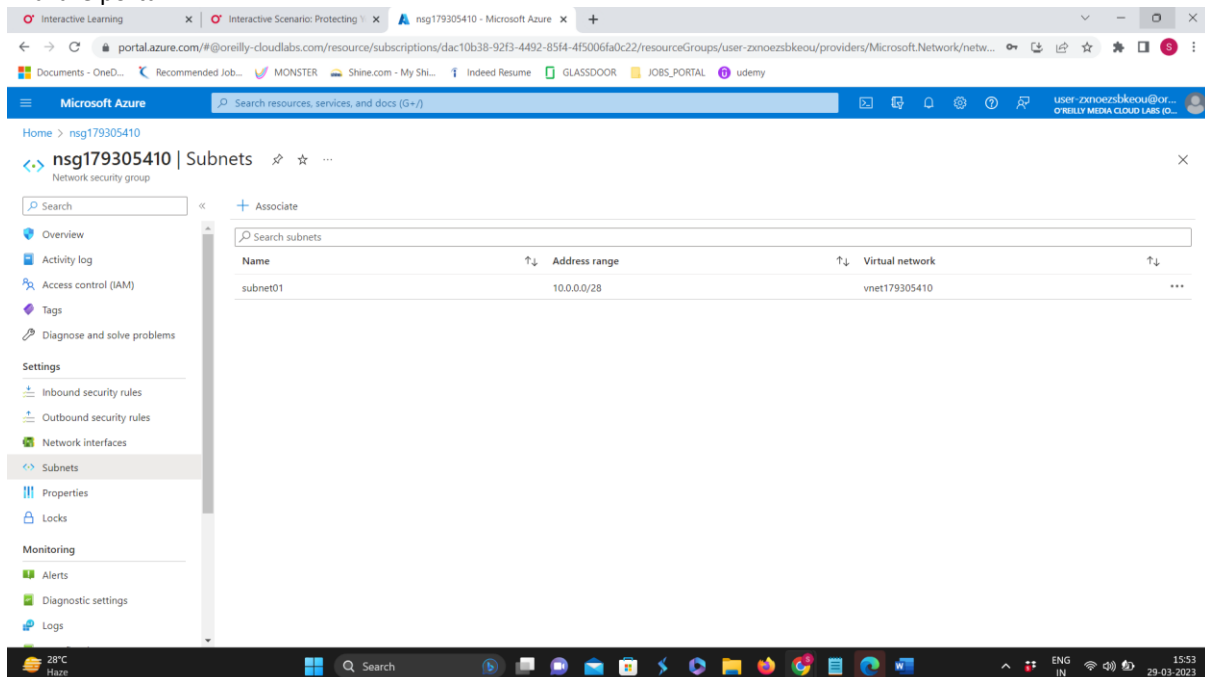 Interactive Learning
Interactive Scenario: Protecting
nsg179305410 - Microsoft Azure
portal.azure.com/#@oreilly-cloudlabs.com/resource/subscriptions/dac10b38-92f3-4492-85f4-4f5006fa0c22/resourceGroups/user-zxnoezsbkeou/providers/Microsoft.Network/netw...
S
Documents - OneD... Recommended Job... MONSTER Shine.com - My Shi... Indeed Resume GLASSDOOR JOBS_PORTAL udemy
Microsoft Azure
Search resources, services, and docs (G+/)
user-zxnoezsbkeou@or...
O'REILLY MEDIA CLOUD LABS (O...
Home > nsg179305410
nsg179305410 | Subnets
Network security group
Search
Overview
Activity log
Access control (IAM)
Tags
Diagnose and solve problems
Settings
Inbound security rules
Outbound security rules
Network interfaces
Subnets
Properties
Locks
Monitoring
Alerts
Diagnostic settings
Logs
Associate
Search subnets
Name Address range Virtual network
subnet01 10.0.0.0/28 vnet179305410
28°C
Haze
Search
ENG
IN
15:53
29-03-2023